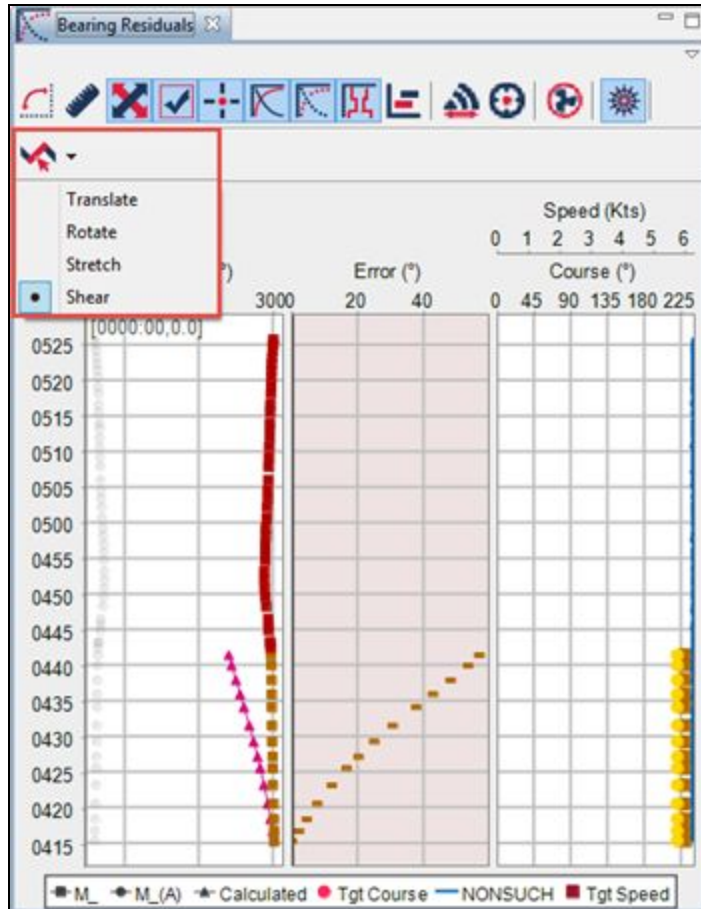 Bearing Residuals
Translate
Rotate
Stretch
Shear
Speed (Kts)
0 1 2 3 4 5 6
°) Error (°) Course (°)
3000 20 40 0 45 90 135 180 225
[0000:00,0.0]
0525
0520
0515
0510
0505
0500
0455
0450
0445
0440
0435
0430
0425
0420
0415
M_ M_(A) Calculated Tgt Course NONSUCH Tgt Speed